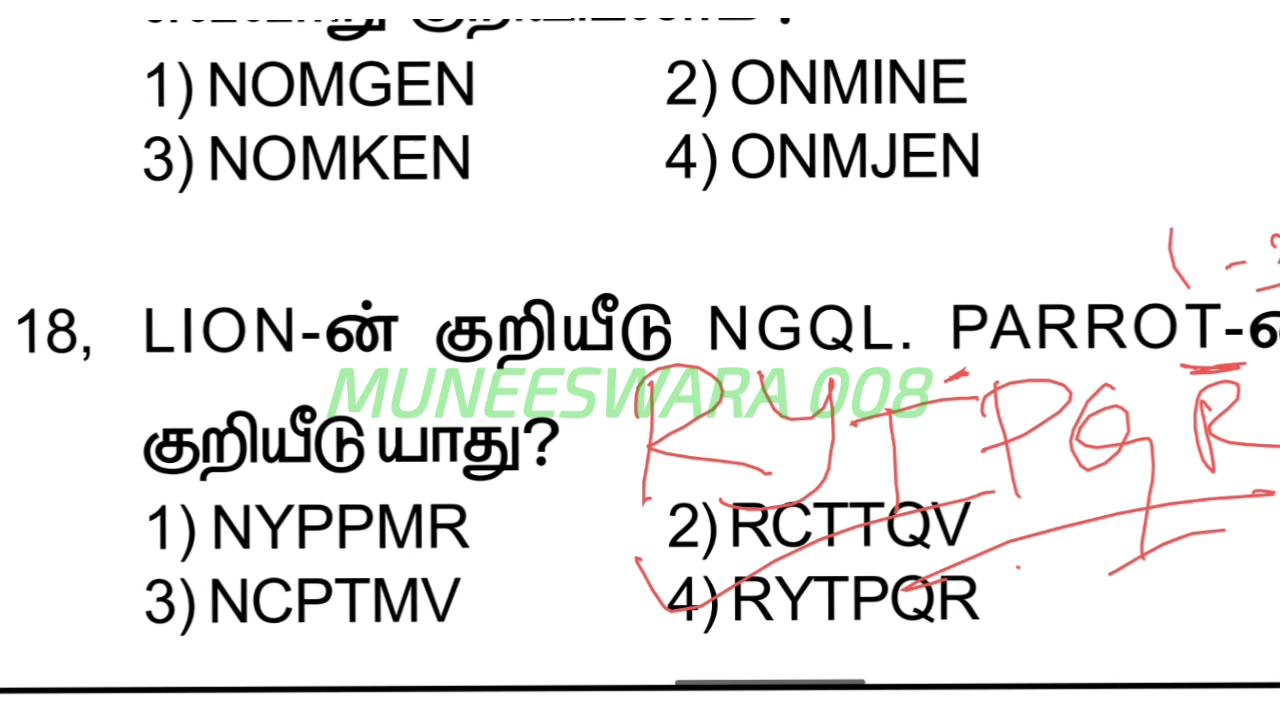 1) NOMGEN 2) ONMINE
3) NOMKEN 4) ONMJEN
1 -
18, LION-ன் குறியீடு NGQL. PARROT-
MUNEESWARA 008
RYTPQR
குறியீடு யாது?
1) NYPPMR 2) RCTTQV
3) NCPTMV 4) RYTPQR